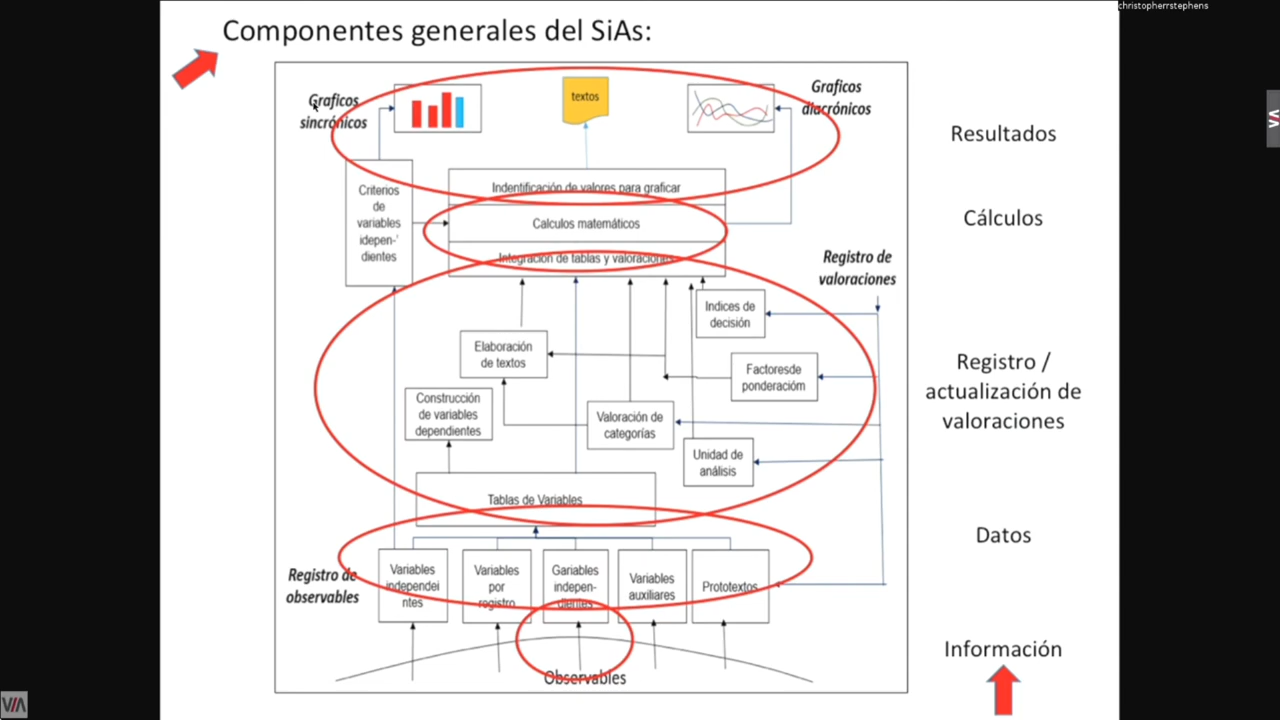 christopherrstephens
Componentes generales del SiAs:
Graficos
sincrónicos
textos
Graficos
diacrónicos
Resultados
Criterios
de
variables
idepen-'
dientes
Indentificación de valores para graficar
Calculos matemáticos
Integración de tablas y valoraciones
Cálculos
Registro de
valoraciones
Indices de
decisión
Elaboración
de textos
Factoresde
ponderacióm
Registro /
actualización de
valoraciones
Construcción
de variables
dependientes
Valoración de
categorías
Unidad de
análisis
Tablas de Variables
Datos
Registro de
observables
Variables
independei
ntes
Variables
por
registro
Gariables
indepen-
dientes
Variables
auxiliares
Prototextos
Información
Observables
VIA